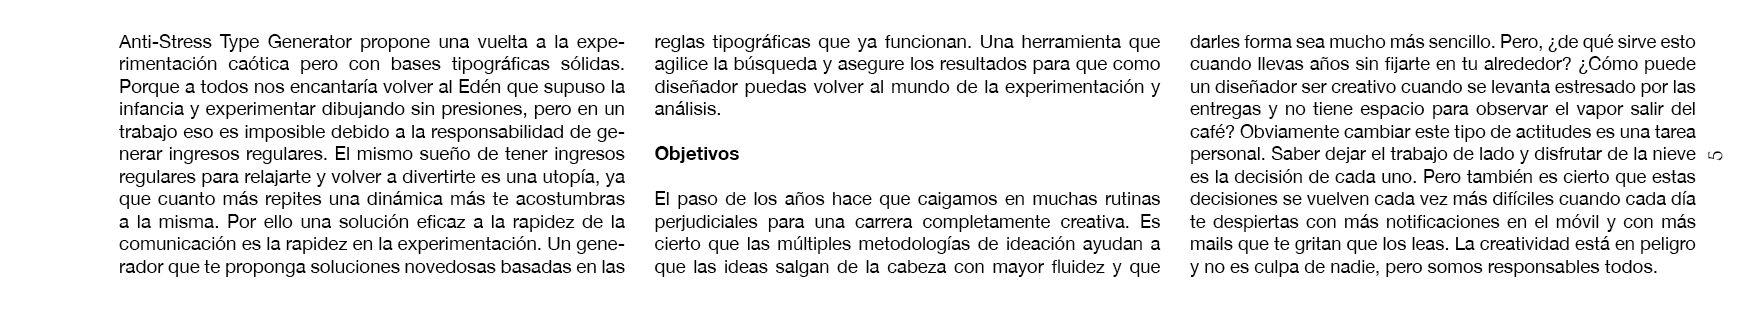 Anti-Stress Type Generator propone una vuelta a la expe-
rimentación caótica pero con bases tipográficas sólidas.
Porque a todos nos encantaría volver al Edén que supuso la
infancia y experimentar dibujando sin presiones, pero en un
trabajo eso es imposible debido a la responsabilidad de ge-
nerar ingresos regulares. El mismo sueño de tener ingresos
regulares para relajarte y volver a divertirte es una utopía, ya
que cuanto más repites una dinámica más te acostumbras
a la misma. Por ello una solución eficaz a la rapidez de la
comunicación es la rapidez en la experimentación. Un gene-
rador que te proponga soluciones novedosas basadas en las
reglas tipográficas que ya funcionan. Una herramienta que
agilice la búsqueda y asegure los resultados para que como
diseñador puedas volver al mundo de la experimentación y
análisis.
Objetivos
El paso de los años hace que caigamos en muchas rutinas
perjudiciales para una carrera completamente creativa. Es
cierto que las múltiples metodologías de ideación ayudan a
que las ideas salgan de la cabeza con mayor fluidez y que
darles forma sea mucho más sencillo. Pero, ¿de qué sirve esto
cuando llevas años sin fijarte en tu alrededor? ¿Cómo puede
un diseñador ser creativo cuando se levanta estresado por las
entregas y no tiene espacio para observar el vapor salir del
café? Obviamente cambiar este tipo de actitudes es una tarea
personal. Saber dejar el trabajo de lado y disfrutar de la nieve
es la decisión de cada uno. Pero también es cierto que estas
decisiones se vuelven cada vez más difíciles cuando cada día
te despiertas con más notificaciones en el móvil y con más
mails que te gritan que los leas. La creatividad está en peligro
y no es culpa de nadie, pero somos responsables todos.
5